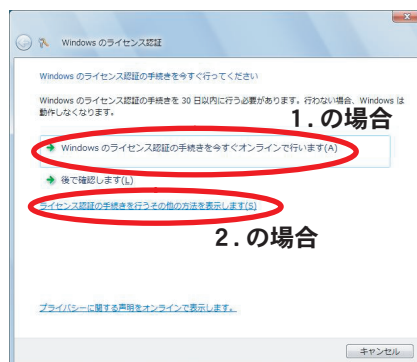 Windows のライセンス認証
Windows のライセンス認証の手続きを今すぐ行ってください
Windows のライセンス認証の手続きを 30 日以内に行う必要があります。行わない場合、Windows は
動作しなくなります。
1.の場合
Windows のライセンス認証の手続きを今すぐオンラインで行います(A)
後で確認します(L)
ライセンス認証の手続きを行うその他の方法を表示します(S)
2.の場合
プライバシーに関する声明をオンラインで表示します。
キャンセル